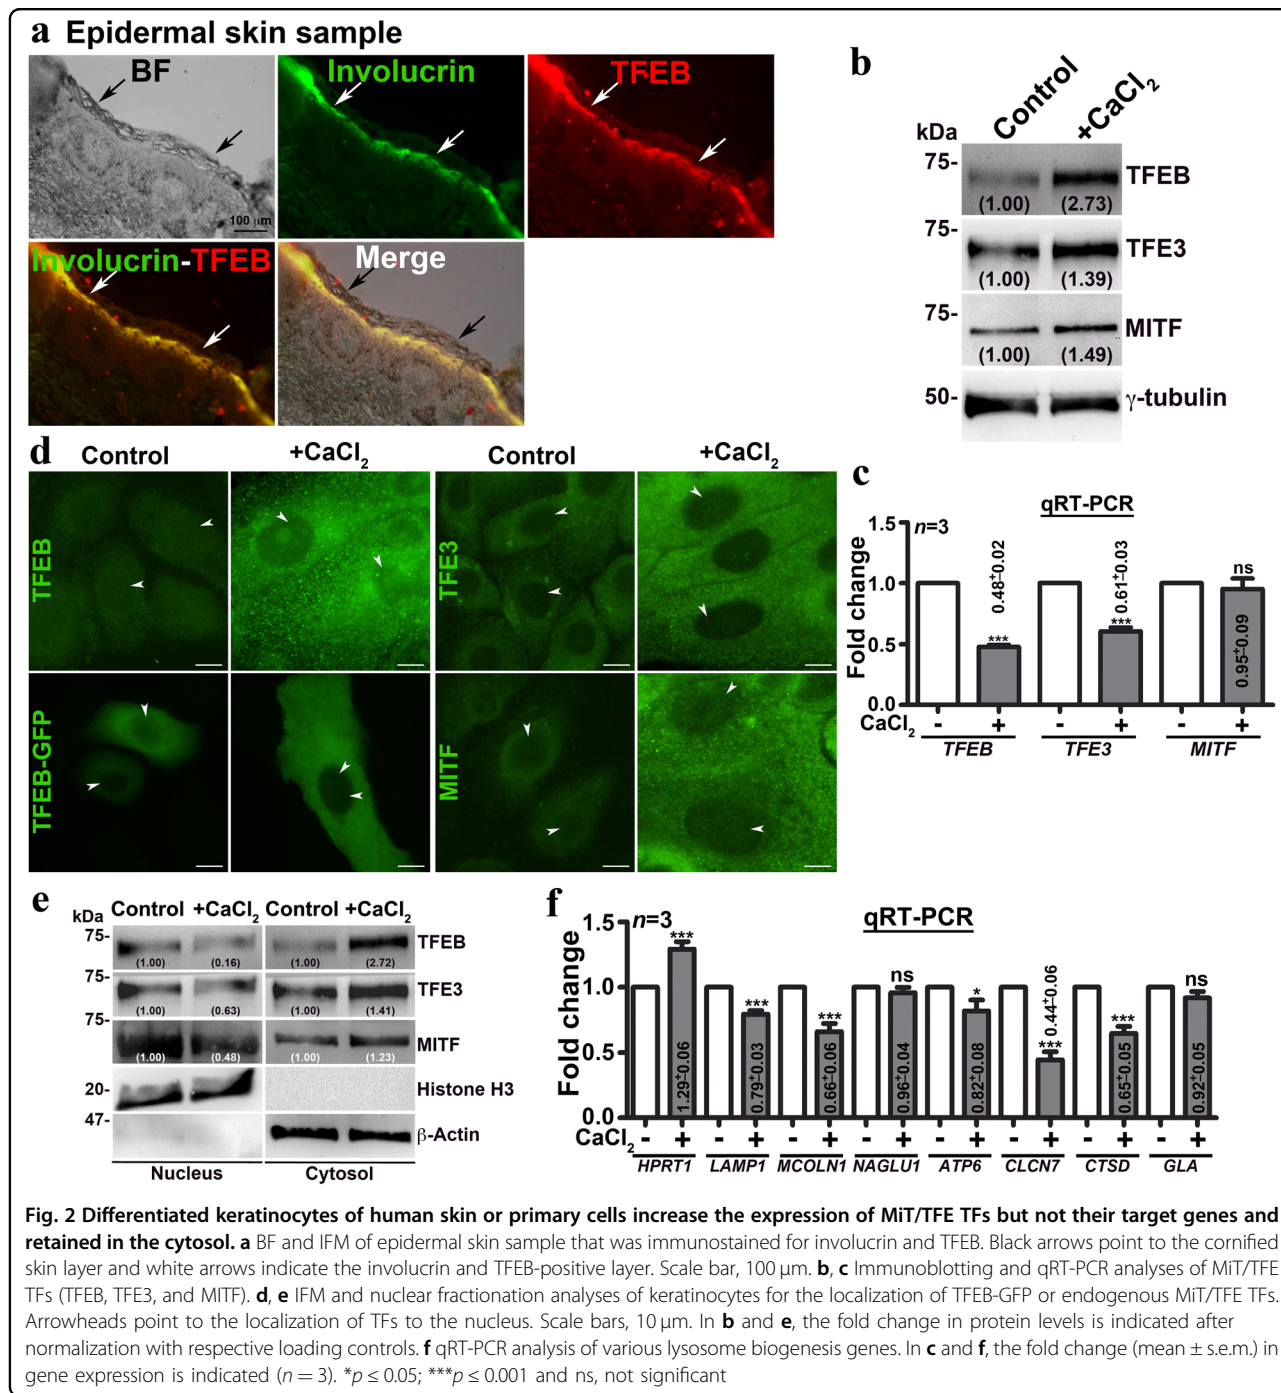 a Epidermal skin sample
BF
Involucrin
TFEB
100 μm
Involucrin-TFEB
Merge
b
Control
+CaCl2
kDa
75-
TFEB
(1.00) (2.73)
75-
TFE3
(1.00) (1.39)
75-
MITF
(1.00) (1.49)
50-
γ-tubulin
c
qRT-PCR
n=3
Fold change
1.5
1.0
0.5
0.0
0.48±0.02
***
0.61±0.03
***
ns
0.95±0.09
CaCl2 - + - + - +
TFEB TFE3 MITF
d
Control +CaCl2 Control +CaCl2
TFEB
TFE3
TFEB-GFP
MITF
e
kDa
Control +CaCl2 Control +CaCl2
75-
TFEB
(1.00) (0.16) (1.00) (2.72)
75-
TFE3
(1.00) (0.63) (1.00) (1.41)
75-
MITF
(1.00) (0.48) (1.00) (1.23)
20-
Histone H3
47-
β-Actin
Nucleus Cytosol
f
qRT-PCR
n=3
Fold change
1.5
1.0
0.5
0.0
*** 1.29±0.06
*** 0.79±0.03
*** 0.66±0.06
ns 0.96±0.04
* 0.82±0.08
*** 0.44±0.06
*** 0.65±0.05
ns 0.92±0.05
CaCl2 - + - + - + - + - + - + - + - +
HPRT1 LAMP1 MCOLN1 NAGLU1 ATP6 CLCN7 CTSD GLA
Fig. 2 Differentiated keratinocytes of human skin or primary cells increase the expression of MiT/TFE TFs but not their target genes and
retained in the cytosol. a BF and IFM of epidermal skin sample that was immunostained for involucrin and TFEB. Black arrows point to the cornified
skin layer and white arrows indicate the involucrin and TFEB-positive layer. Scale bar, 100 μm. b, c Immunoblotting and qRT-PCR analyses of MiT/TFE
TFs (TFEB, TFE3, and MITF). d, e IFM and nuclear fractionation analyses of keratinocytes for the localization of TFEB-GFP or endogenous MiT/TFE TFs.
Arrowheads point to the localization of TFs to the nucleus. Scale bars, 10 μm. In b and e, the fold change in protein levels is indicated after
normalization with respective loading controls. f qRT-PCR analysis of various lysosome biogenesis genes. In c and f, the fold change (mean ± s.e.m.) in
gene expression is indicated (n = 3). *p ≤ 0.05; ***p ≤ 0.001 and ns, not significant